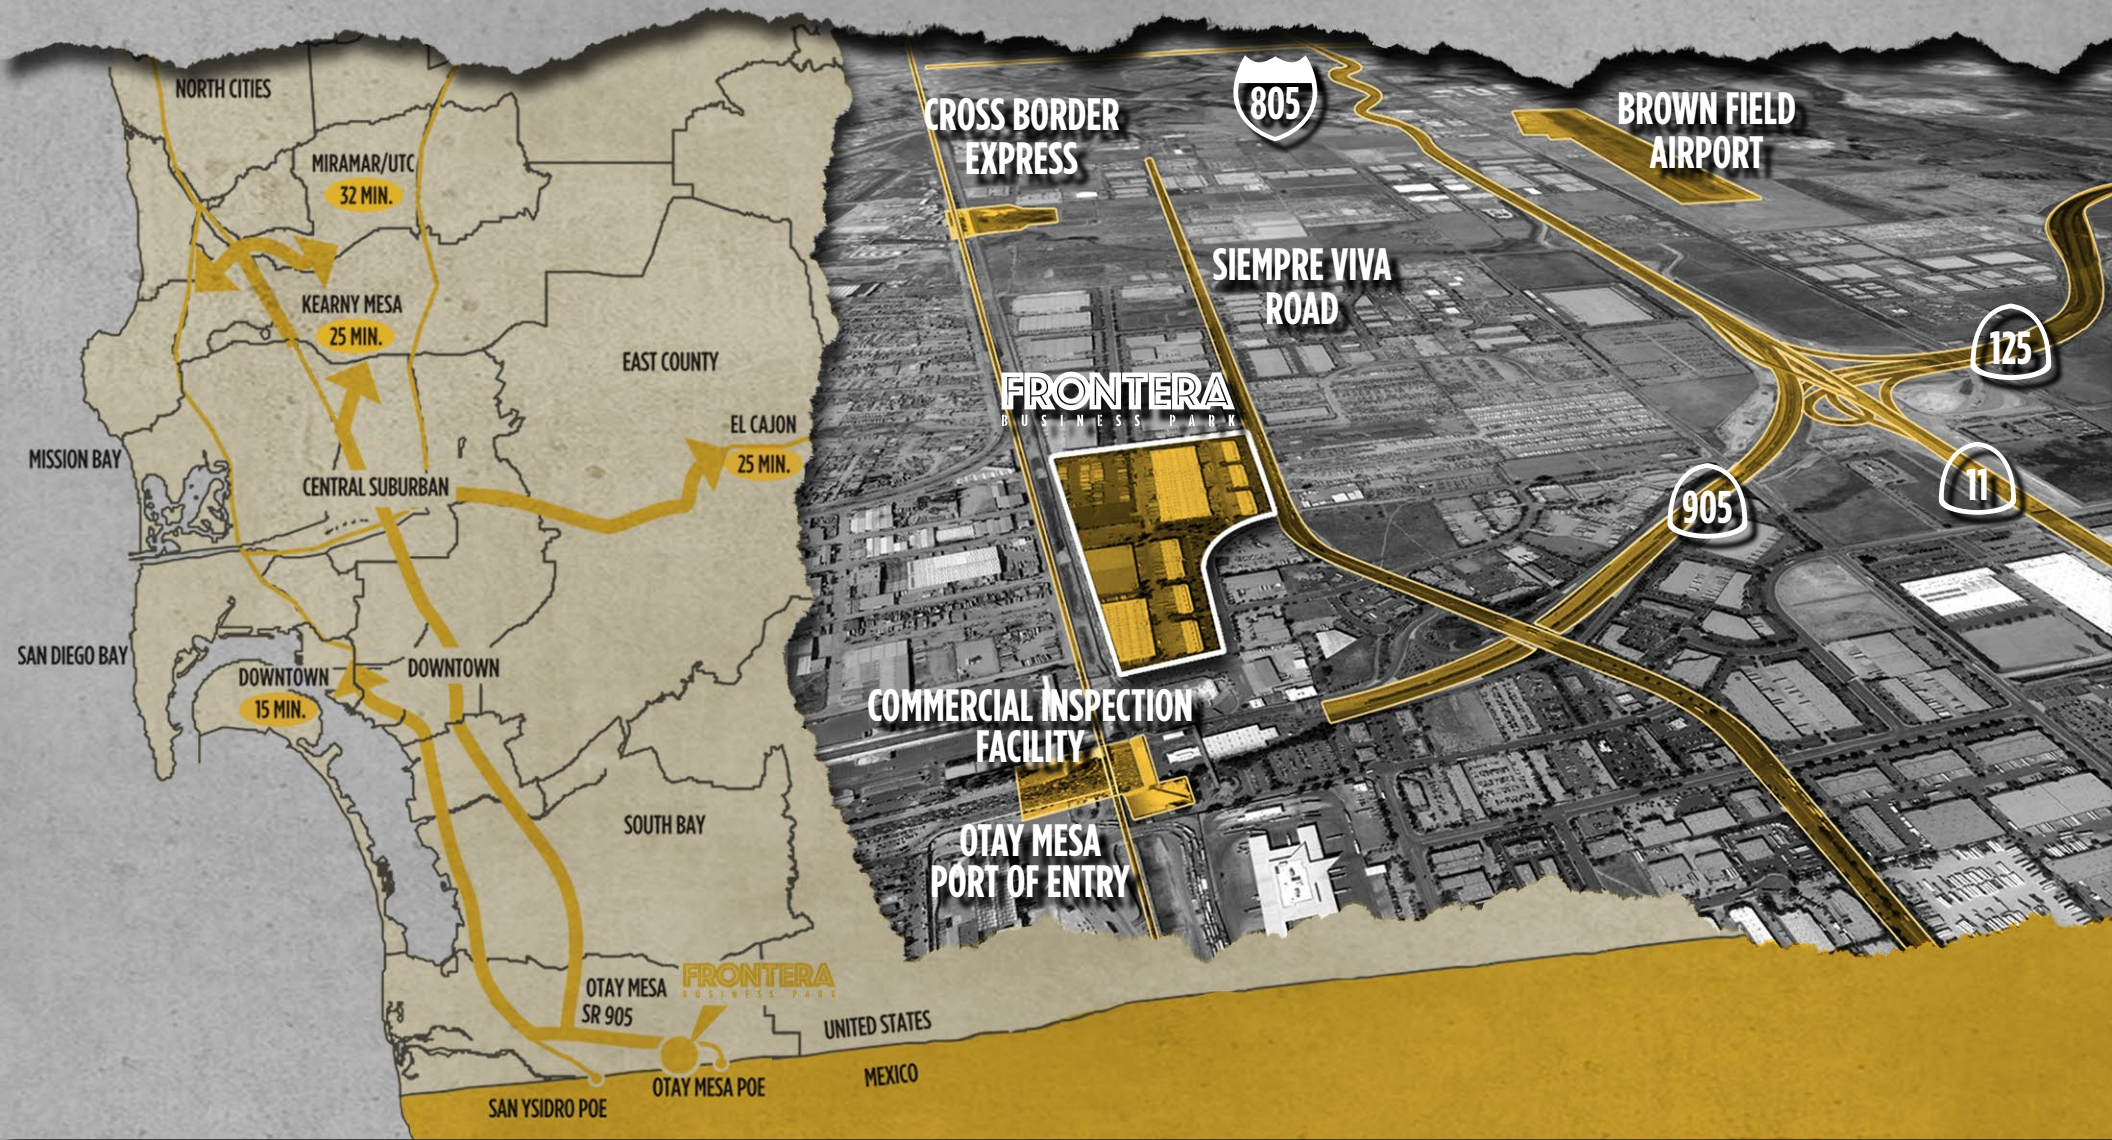 NORTH CITIES
MIRAMAR/UTC
32 MIN.
KEARNY MESA
25 MIN.
EAST COUNTY
EL CAJON
25 MIN.
MISSION BAY
CENTRAL SUBURBAN
SAN DIEGO BAY
DOWNTOWN
15 MIN.
DOWNTOWN
SOUTH BAY
OTAY MESA
SR 905
FRONTERA
BUSINESS PARK
UNITED STATES
MEXICO
OTAY MESA POE
SAN YSIDRO POE
CROSS BORDER
EXPRESS
805
BROWN FIELD
AIRPORT
SIEMPRE VIVA
ROAD
125
FRONTERA
BUSINESS PARK
11
905
COMMERCIAL INSPECTION
FACILITY
OTAY MESA
PORT OF ENTRY